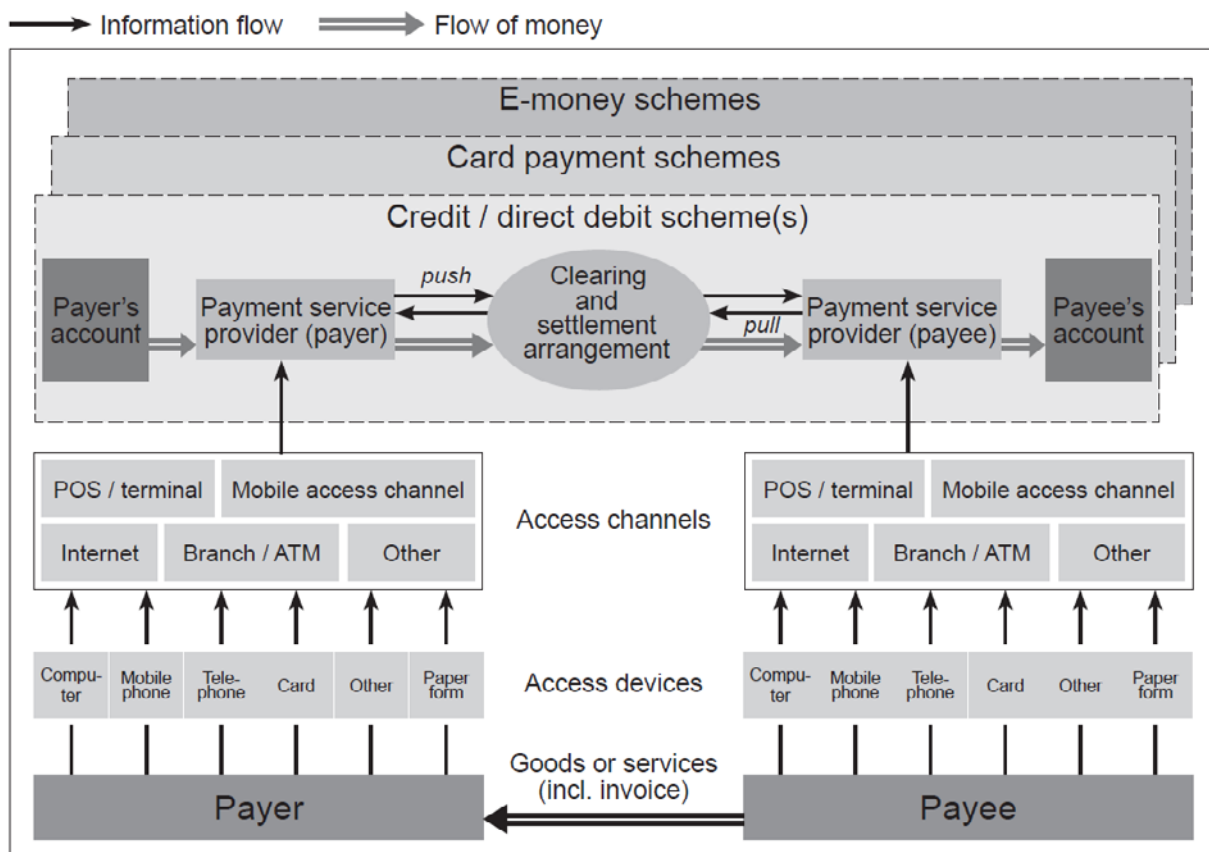 Information flow
Flow of money
E-money schemes
Card payment schemes
Credit / direct debit scheme(s)
Payer's
account
Payment service
provider (payer)
push
Clearing
and
settlement
arrangement
pull
Payment service
provider (payee)
Payee's
account
POS / terminal
Mobile access channel
Internet
Branch / ATM
Other
Access channels
POS / terminal
Mobile access channel
Internet
Branch / ATM
Other
Compu-
ter
Mobile
phone
Tele-
phone
Card
Other
Paper
form
Access devices
Compu-
ter
Mobile
phone
Tele-
phone
Card
Other
Paper
form
Payer
Goods or services
(incl. invoice)
Payee